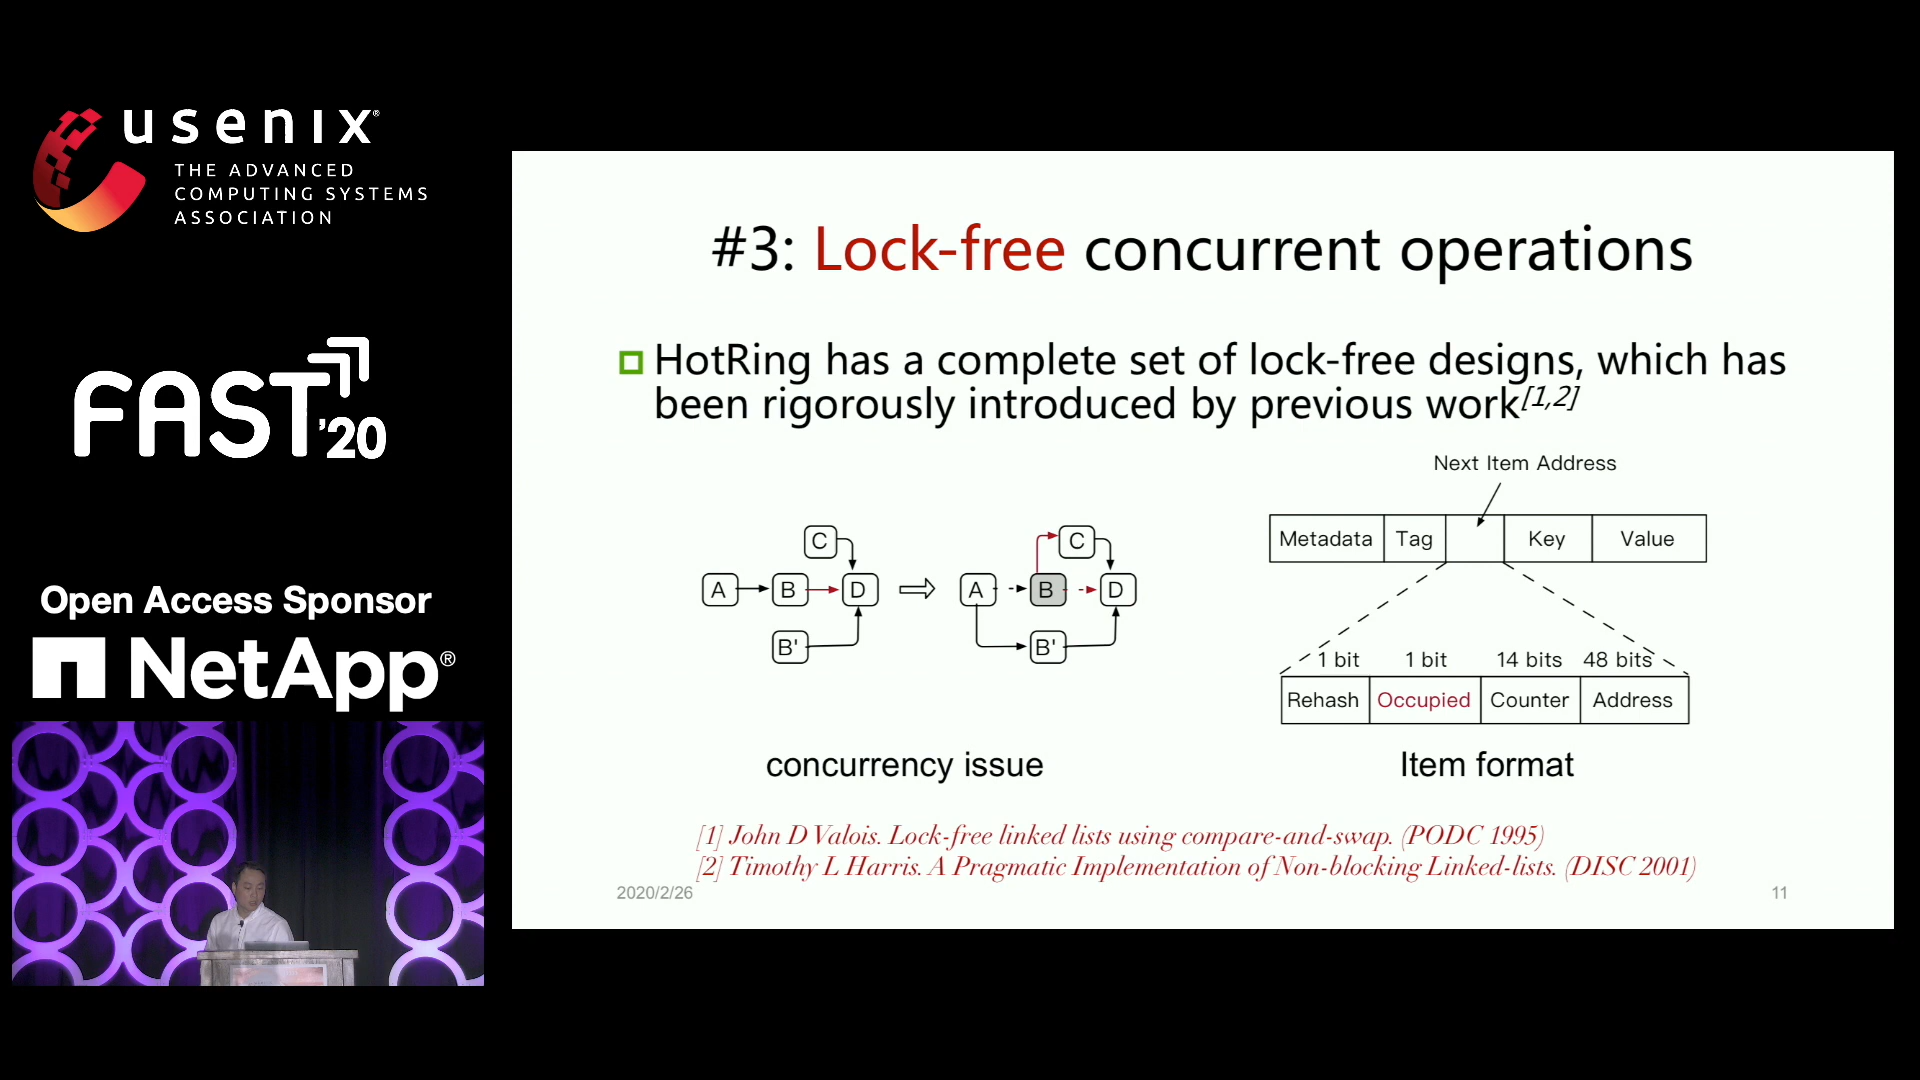 usenix®
THE ADVANCED
COMPUTING SYSTEMS
ASSOCIATION
FAST '20
Open Access Sponsor
NetApp®
#3: Lock-free concurrent operations
HotRing has a complete set of lock-free designs, which has
been rigorously introduced by previous work[1,2]
C
A B D
B'
C
A B D
B'
concurrency issue
Next Item Address
Metadata Tag Key Value
1 bit 1 bit 14 bits 48 bits
Rehash Occupied Counter Address
Item format
[1] John D Valois. Lock-free linked lists using compare-and-swap. (PODC 1995)
[2] Timothy L Harris. A Pragmatic Implementation of Non-blocking Linked-lists. (DISC 2001)
2020/2/26
11